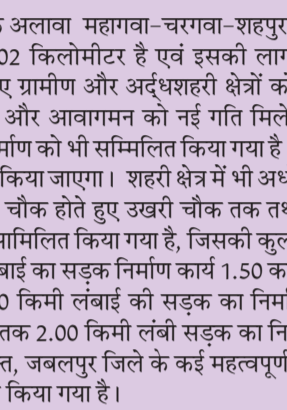 अलावा महागवा-चरगवा-शहपुर
02 किलोमीटर है एवं इसकी लाग
ए ग्रामीण और अर्द्धशहरी क्षेत्रों क
और आवागमन को नई गति मिले
र्माण को भी सम्मिलित किया गया है
किया जाएगा। शहरी क्षेत्र में भी अध
चौक होते हुए उखरी चौक तक तथ
गामिलित किया गया है, जिसकी कुल
बाई का सड़क निर्माण कार्य 1.50 क
0 किमी लंबाई की सड़क का निर्मा
तक 2.00 किमी लंबी सड़क का नि
त, जबलपुर जिले के कई महत्वपूर्ण
किया गया है।